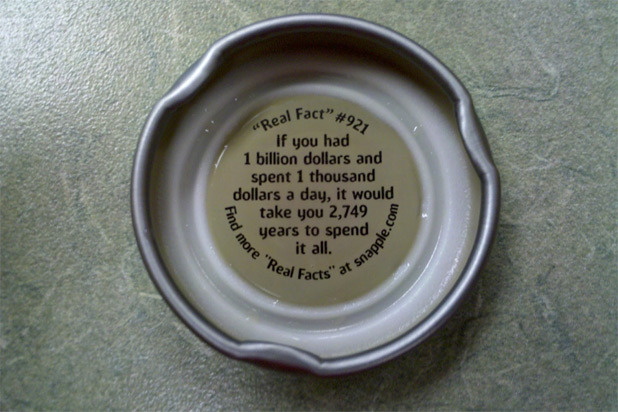 “Real Fact” #921
If you had
1 billion dollars and
spent 1 thousand
dollars a day, it would
take you 2,749
years to spend
it all.
Find more "Real Facts" at snapple.com